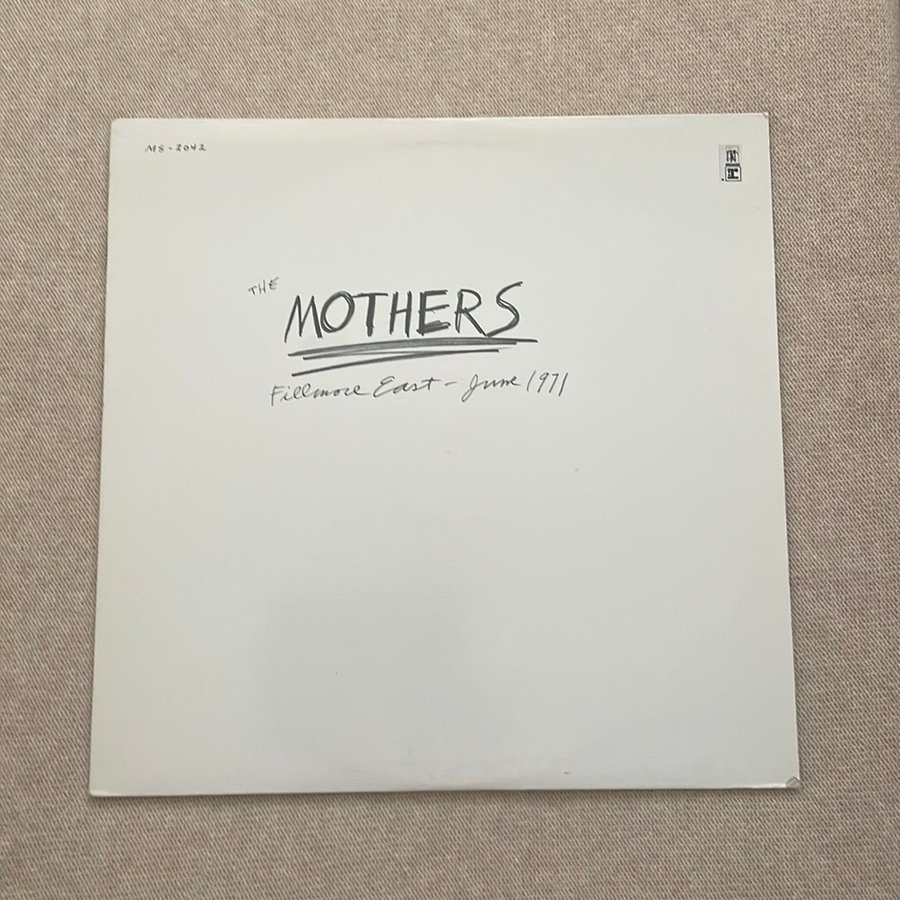 MS-2042
THE
MOTHERS
Fillmore East - June 1971